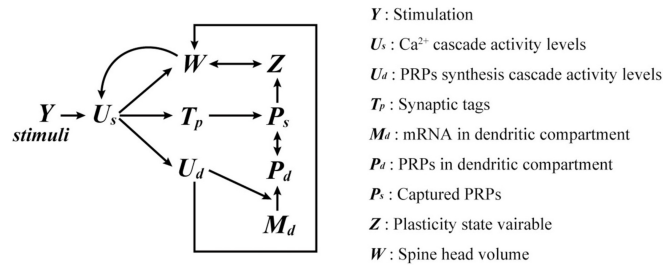 W
Z
Y
stimuli
Us
Tp
Ps
Ud
Pd
Md
Y : Stimulation
Us : Ca²⁺ cascade activity levels
Ud : PRPs synthesis cascade activity levels
Tp : Synaptic tags
Md : mRNA in dendritic compartment
Pd : PRPs in dendritic compartment
Ps : Captured PRPs
Z : Plasticity state vairable
W : Spine head volume